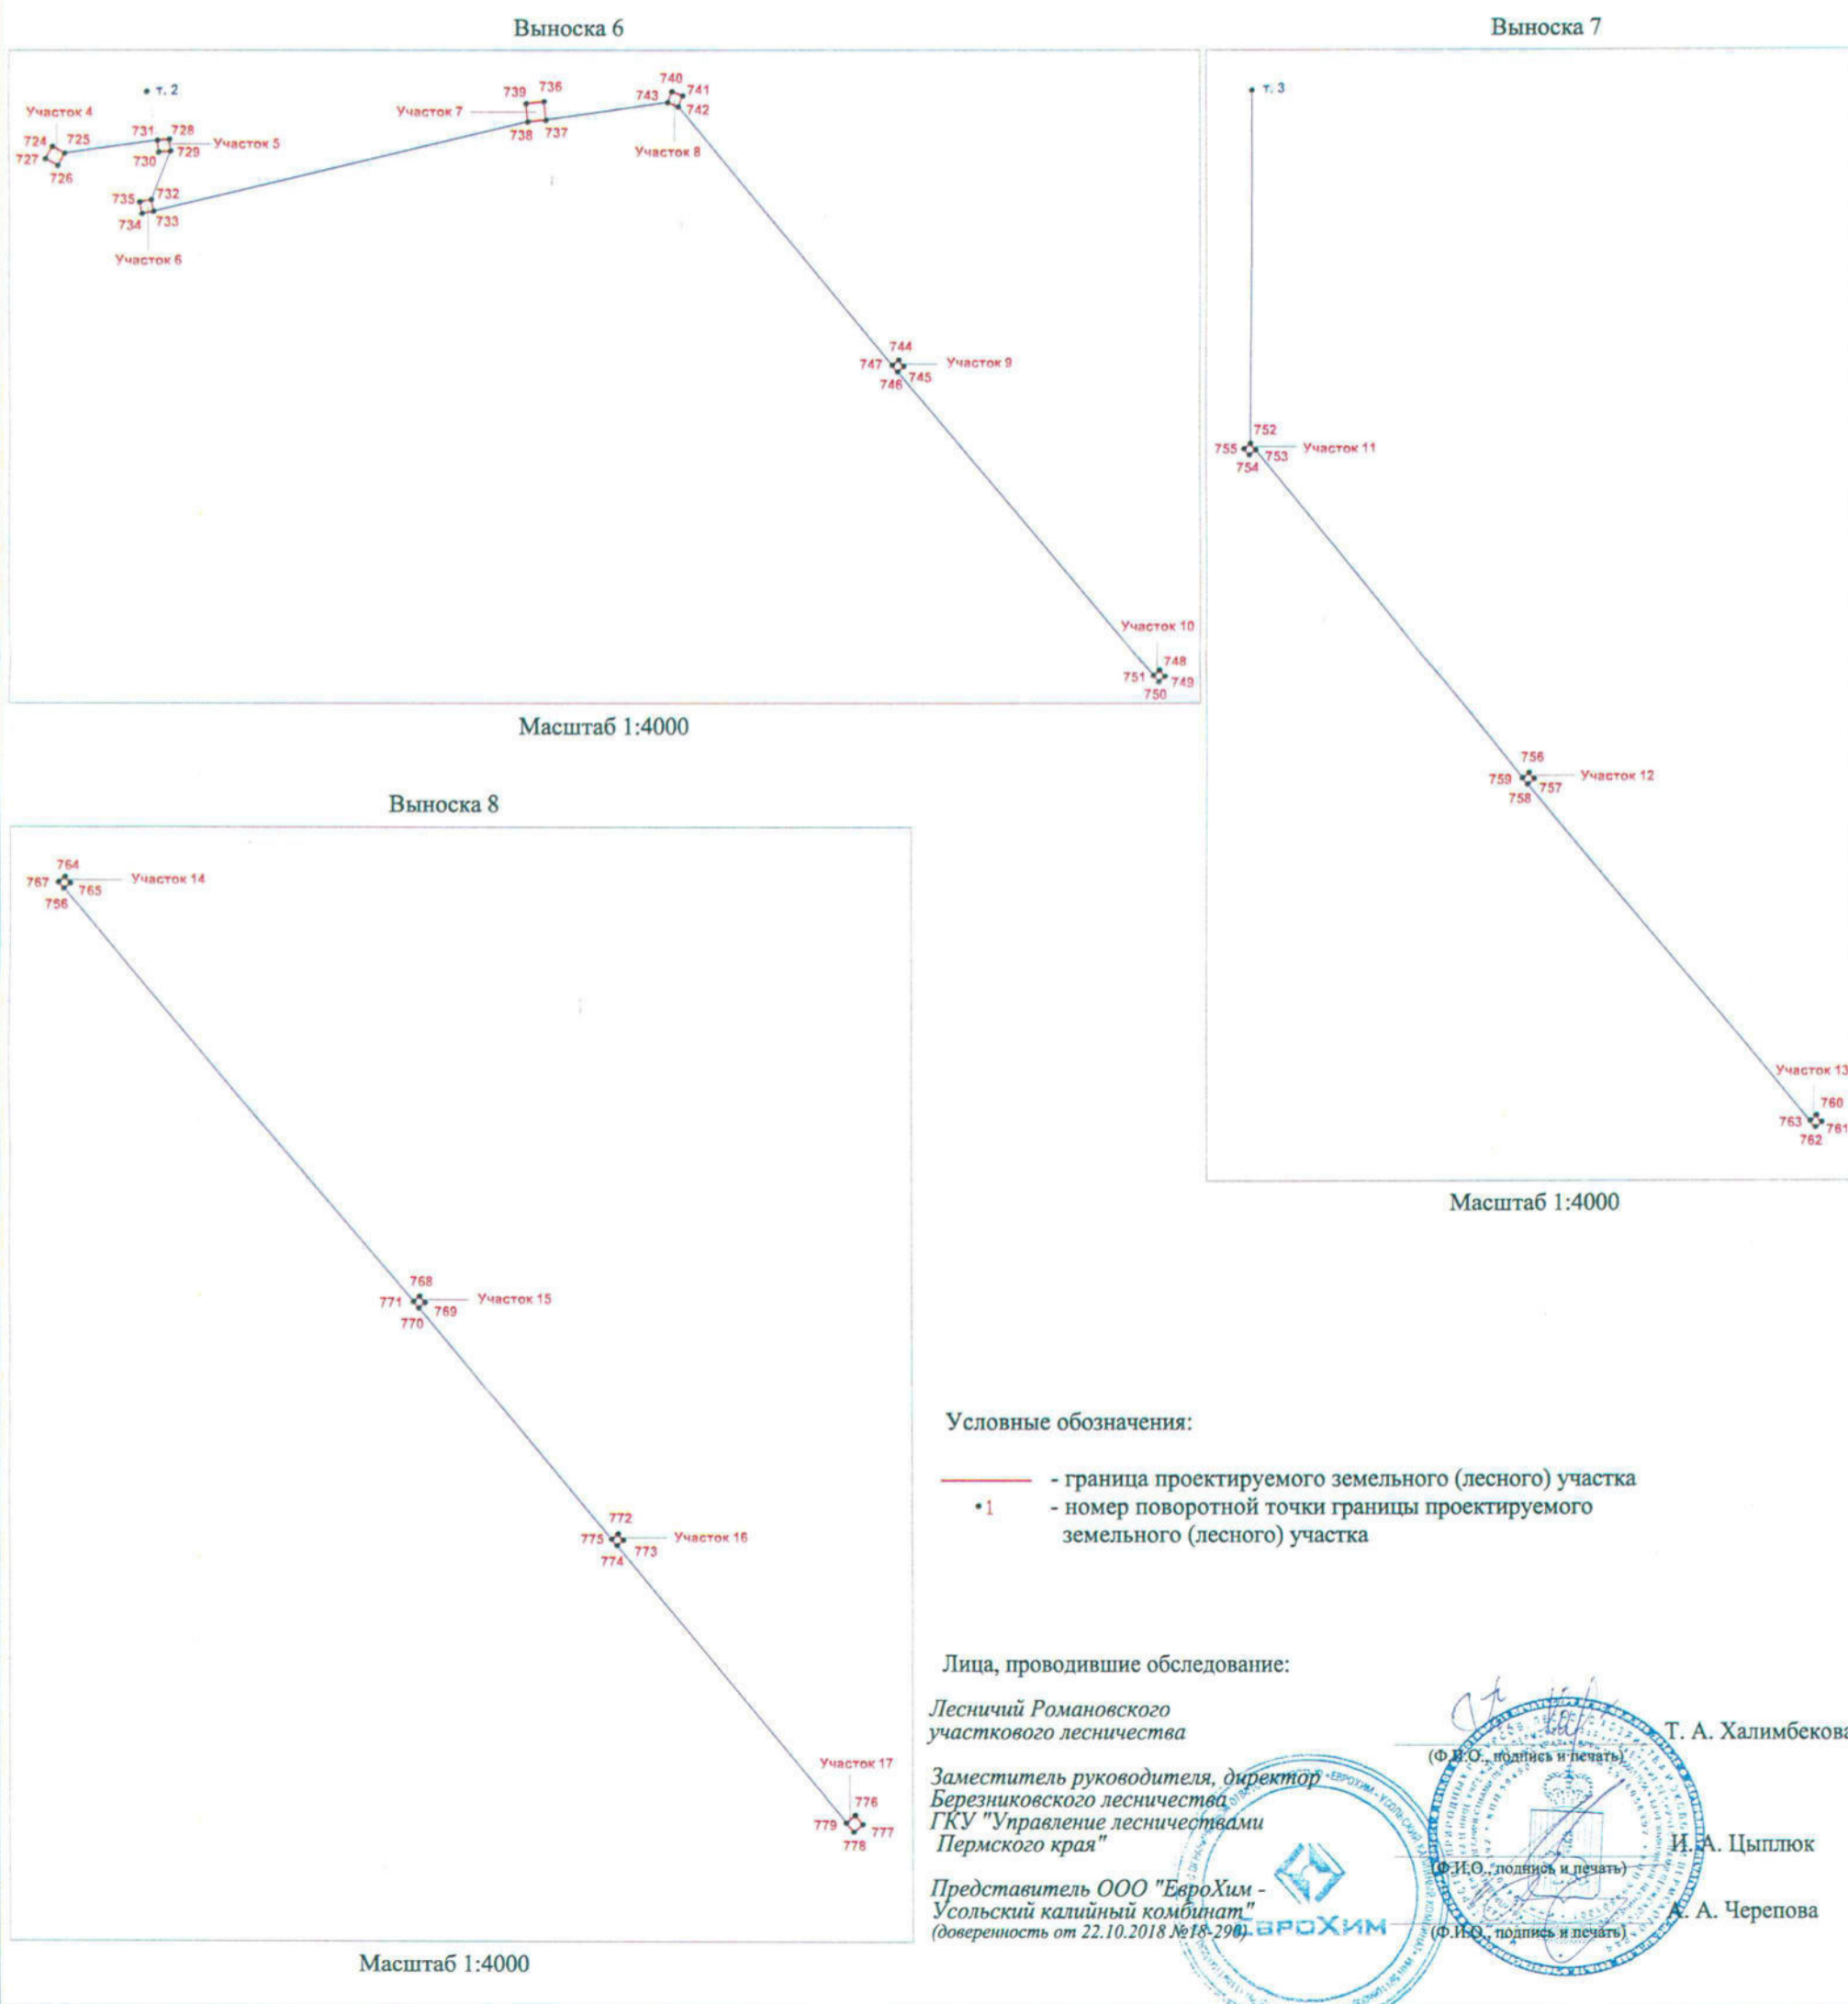 Выноска 6
т. 2
Участок 4
724
725
727
726
731
728
730
729
Участок 5
735
732
734
733
Участок 6
Участок 7
739
736
738
737
740
743
741
742
Участок 8
744
747
745
746
Участок 9
Участок 10
748
751
749
750
Масштаб 1:4000
Выноска 7
т. 3
752
755
753
754
Участок 11
756
759
757
758
Участок 12
Участок 13
760
763
761
762
Масштаб 1:4000
Выноска 8
764
767
765
756
Участок 14
768
771
769
770
Участок 15
772
775
773
774
Участок 16
Участок 17
776
779
777
778
Масштаб 1:4000
Условные обозначения:
- граница проектируемого земельного (лесного) участка
1 - номер поворотной точки границы проектируемого
земельного (лесного) участка
Лица, проводившие обследование:
Лесничий Романовского
участкового лесничества
Т. А. Халимбекова
(Ф.И.О., подпись и печать)
Заместитель руководителя, директор
Березниковского лесничества
ГКУ "Управление лесничествами
Пермского края"
И. А. Цыплюк
(Ф.И.О., подпись и печать)
Представитель ООО "ЕвроХим -
Усольский калийный комбинат"
(доверенность от 22.10.2018 №18-290)
А. А. Черепова
(Ф.И.О., подпись и печать)
ЕВРОХИМ